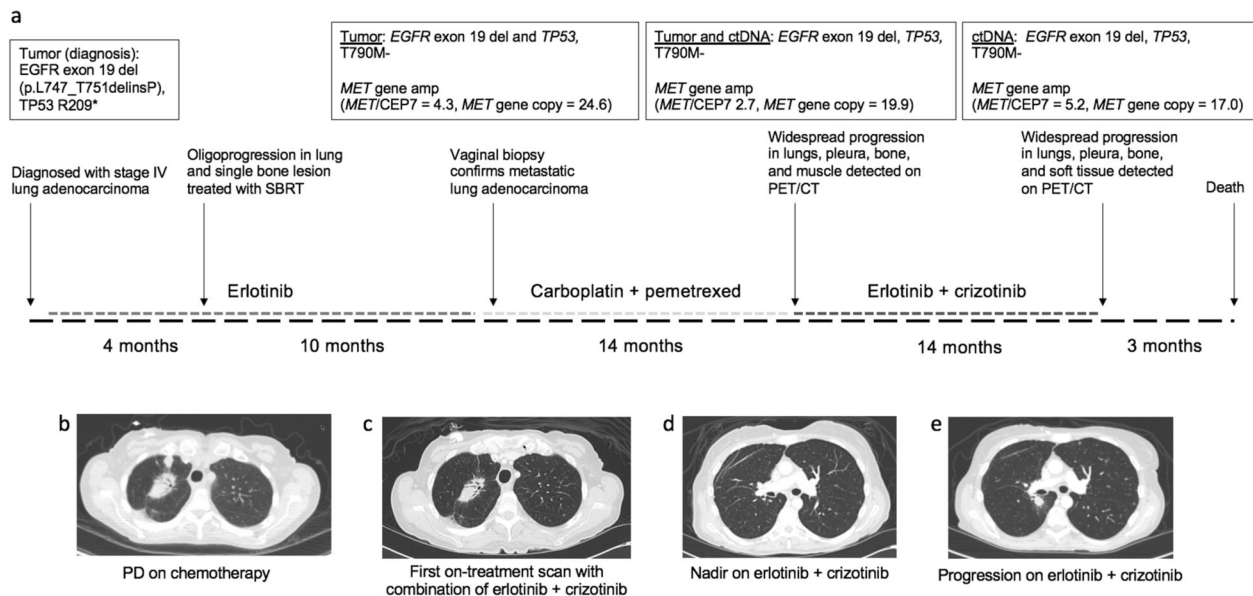 a
Tumor (diagnosis):
EGFR exon 19 del
(p.L747_T751delinsP),
TP53 R209*
Tumor: EGFR exon 19 del and TP53,
T790M-
MET gene amp
(MET/CEP7 = 4.3, MET gene copy = 24.6)
Tumor and ctDNA: EGFR exon 19 del, TP53,
T790M-
MET gene amp
(MET/CEP7 2.7, MET gene copy = 19.9)
ctDNA: EGFR exon 19 del, TP53,
T790M-
MET gene amp
(MET/CEP7 = 5.2, MET gene copy = 17.0)
Diagnosed with stage IV
lung adenocarcinoma
Oligoprogression in lung
and single bone lesion
treated with SBRT
Vaginal biopsy
confirms metastatic
lung adenocarcinoma
Widespread progression
in lungs, pleura, bone,
and muscle detected on
PET/CT
Widespread progression
in lungs, pleura, bone,
and soft tissue detected
on PET/CT
Death
Erlotinib
Carboplatin + pemetrexed
Erlotinib + crizotinib
4 months
10 months
14 months
14 months
3 months
b
PD on chemotherapy
c
First on-treatment scan with
combination of erlotinib + crizotinib
d
Nadir on erlotinib + crizotinib
e
Progression on erlotinib + crizotinib